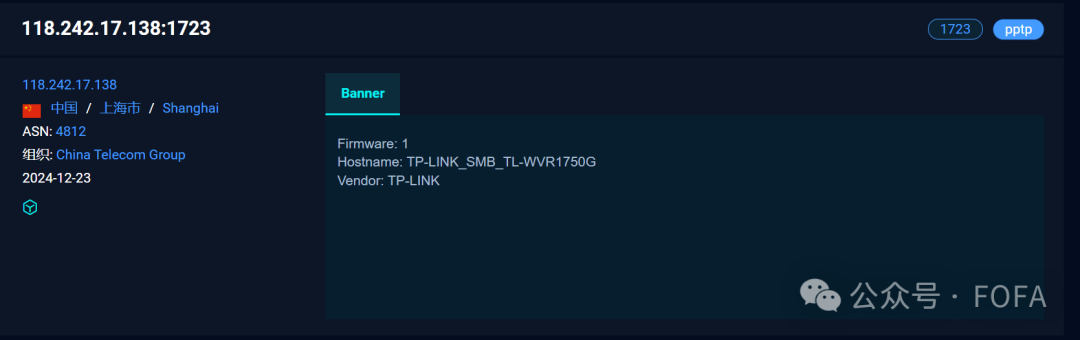 118.242.17.138:1723
1723
pptp
118.242.17.138
中国 / 上海市 / Shanghai
ASN: 4812
组织: China Telecom Group
2024-12-23
Banner
Firmware: 1
Hostname: TP-LINK_SMB_TL-WVR1750G
Vendor: TP-LINK
公众号 · FOFA